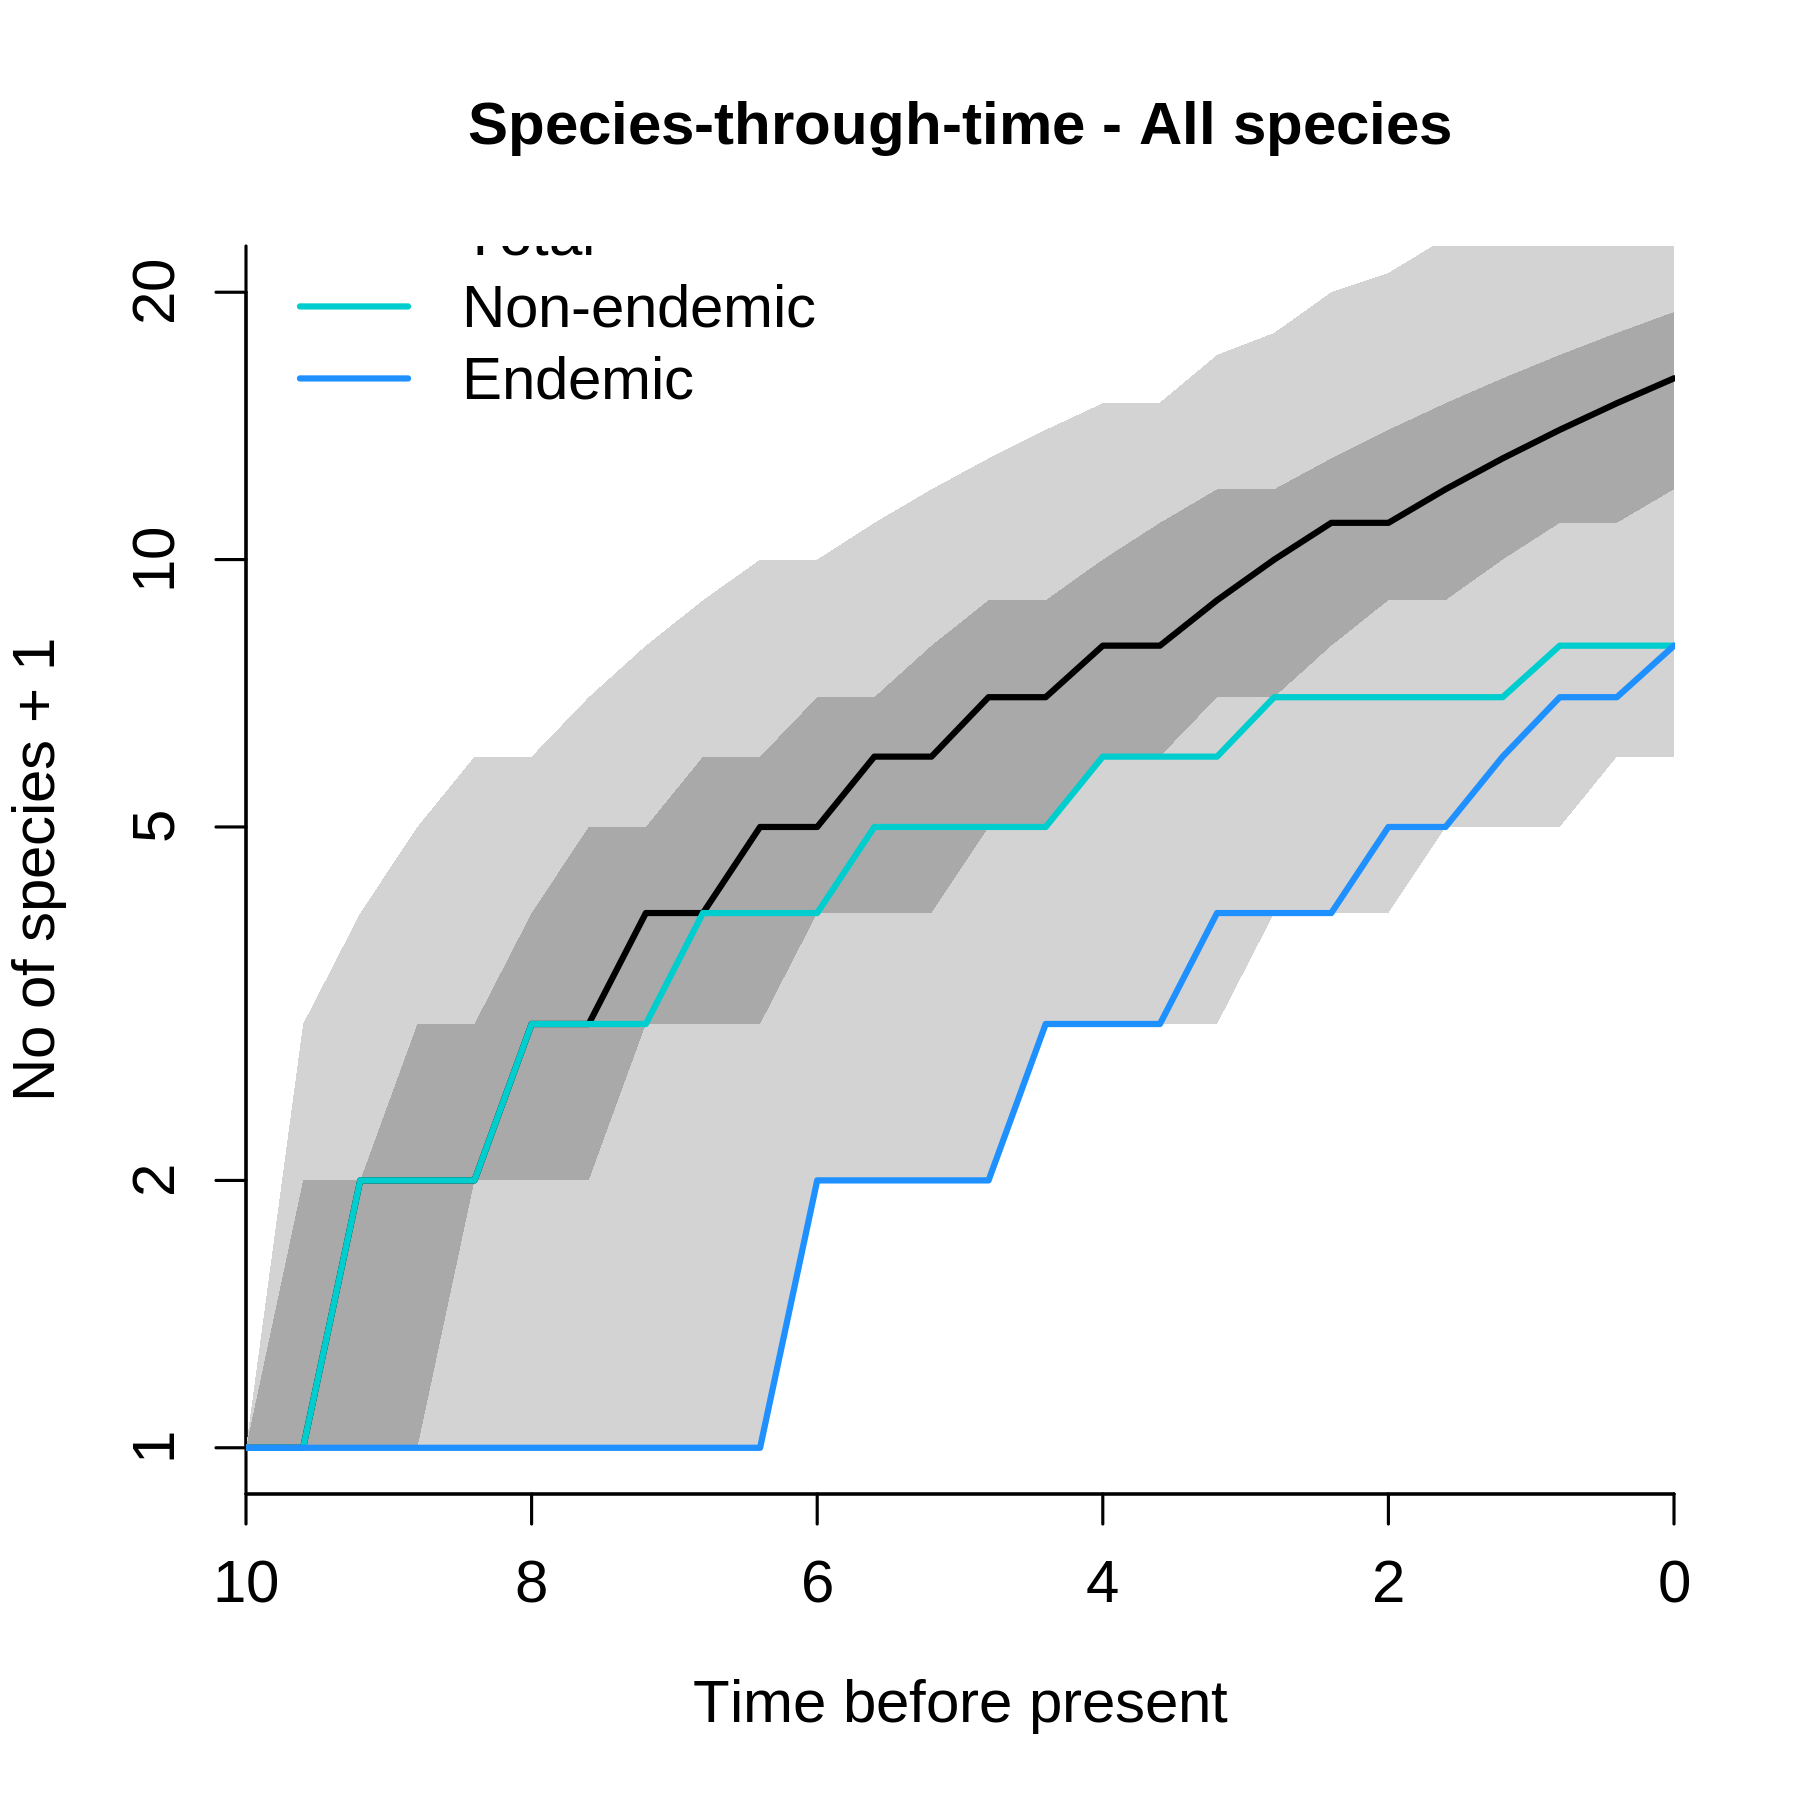 Species-through-time - All species
Total
Non-endemic
Endemic
No of species + 1
20
10
5
2
1
10 8 6 4 2 0
Time before present